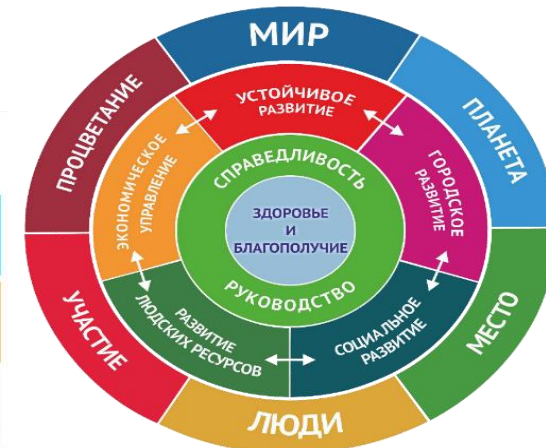 МИР
ПЛАНЕТА
МЕСТО
ЛЮДИ
УЧАСТИЕ
ПРОЦВЕТАНИЕ
УСТОЙЧИВОЕ
РАЗВИТИЕ
ГОРОДСКОЕ
РАЗВИТИЕ
СОЦИАЛЬНОЕ
РАЗВИТИЕ
РАЗВИТИЕ
ЛЮДСКИХ РЕСУРСОВ
ЭКОНОМИЧЕСКОЕ
УПРАВЛЕНИЕ
СПРАВЕДЛИВОСТЬ
ЗДОРОВЬЕ
И
БЛАГОПОЛУЧИЕ
РУКОВОДСТВО